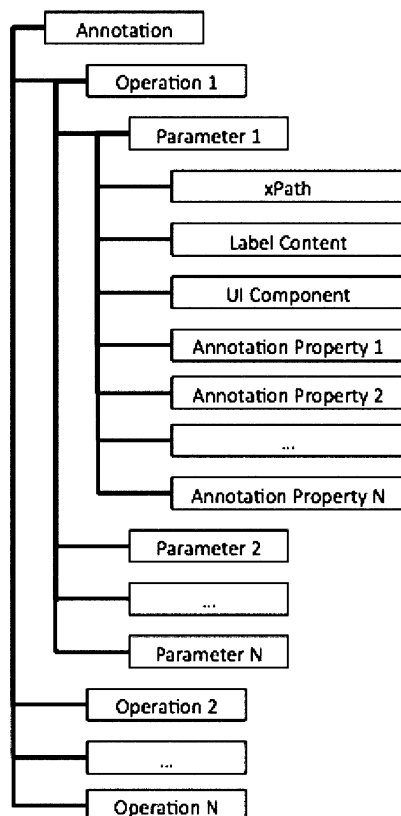 Annotation
Operation 1
Parameter 1
xPath
Label Content
UI Component
Annotation Property 1
Annotation Property 2
...
Annotation Property N
Parameter 2
...
Parameter N
Operation 2
...
Operation N